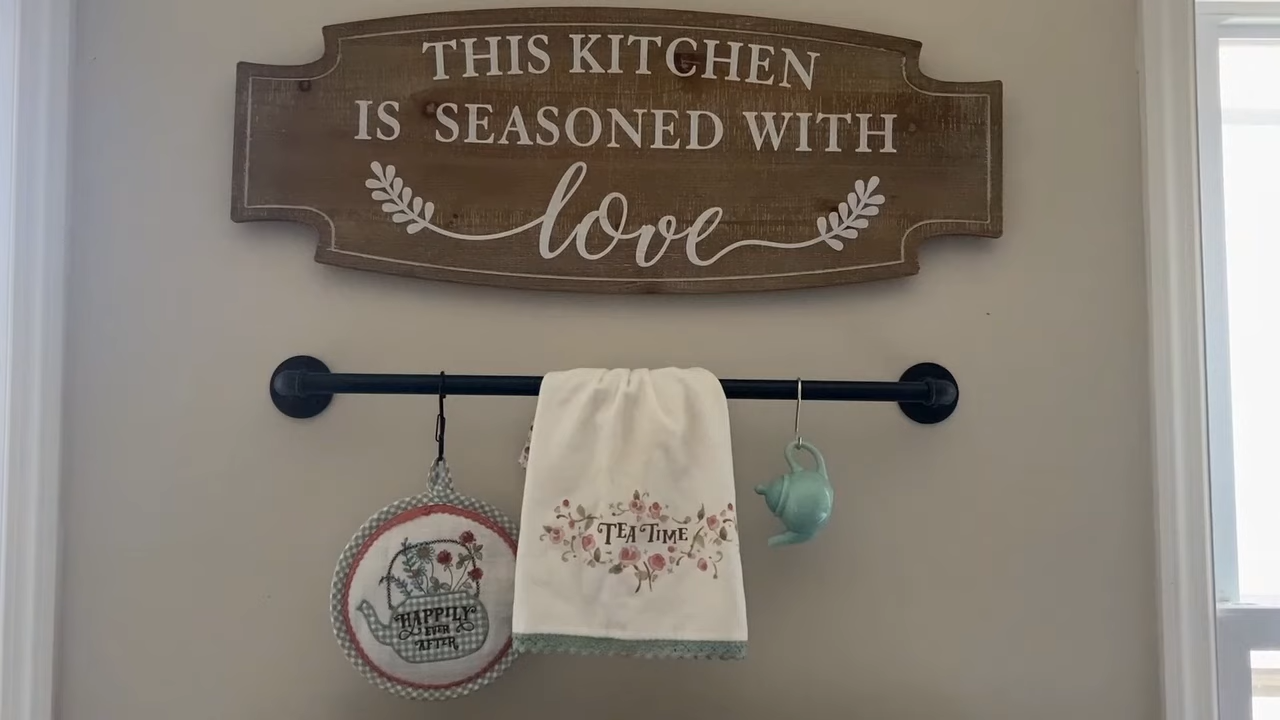 THIS KITCHEN
IS SEASONED WITH
love
TEA TIME
HAPPILY
EVER
AFTER